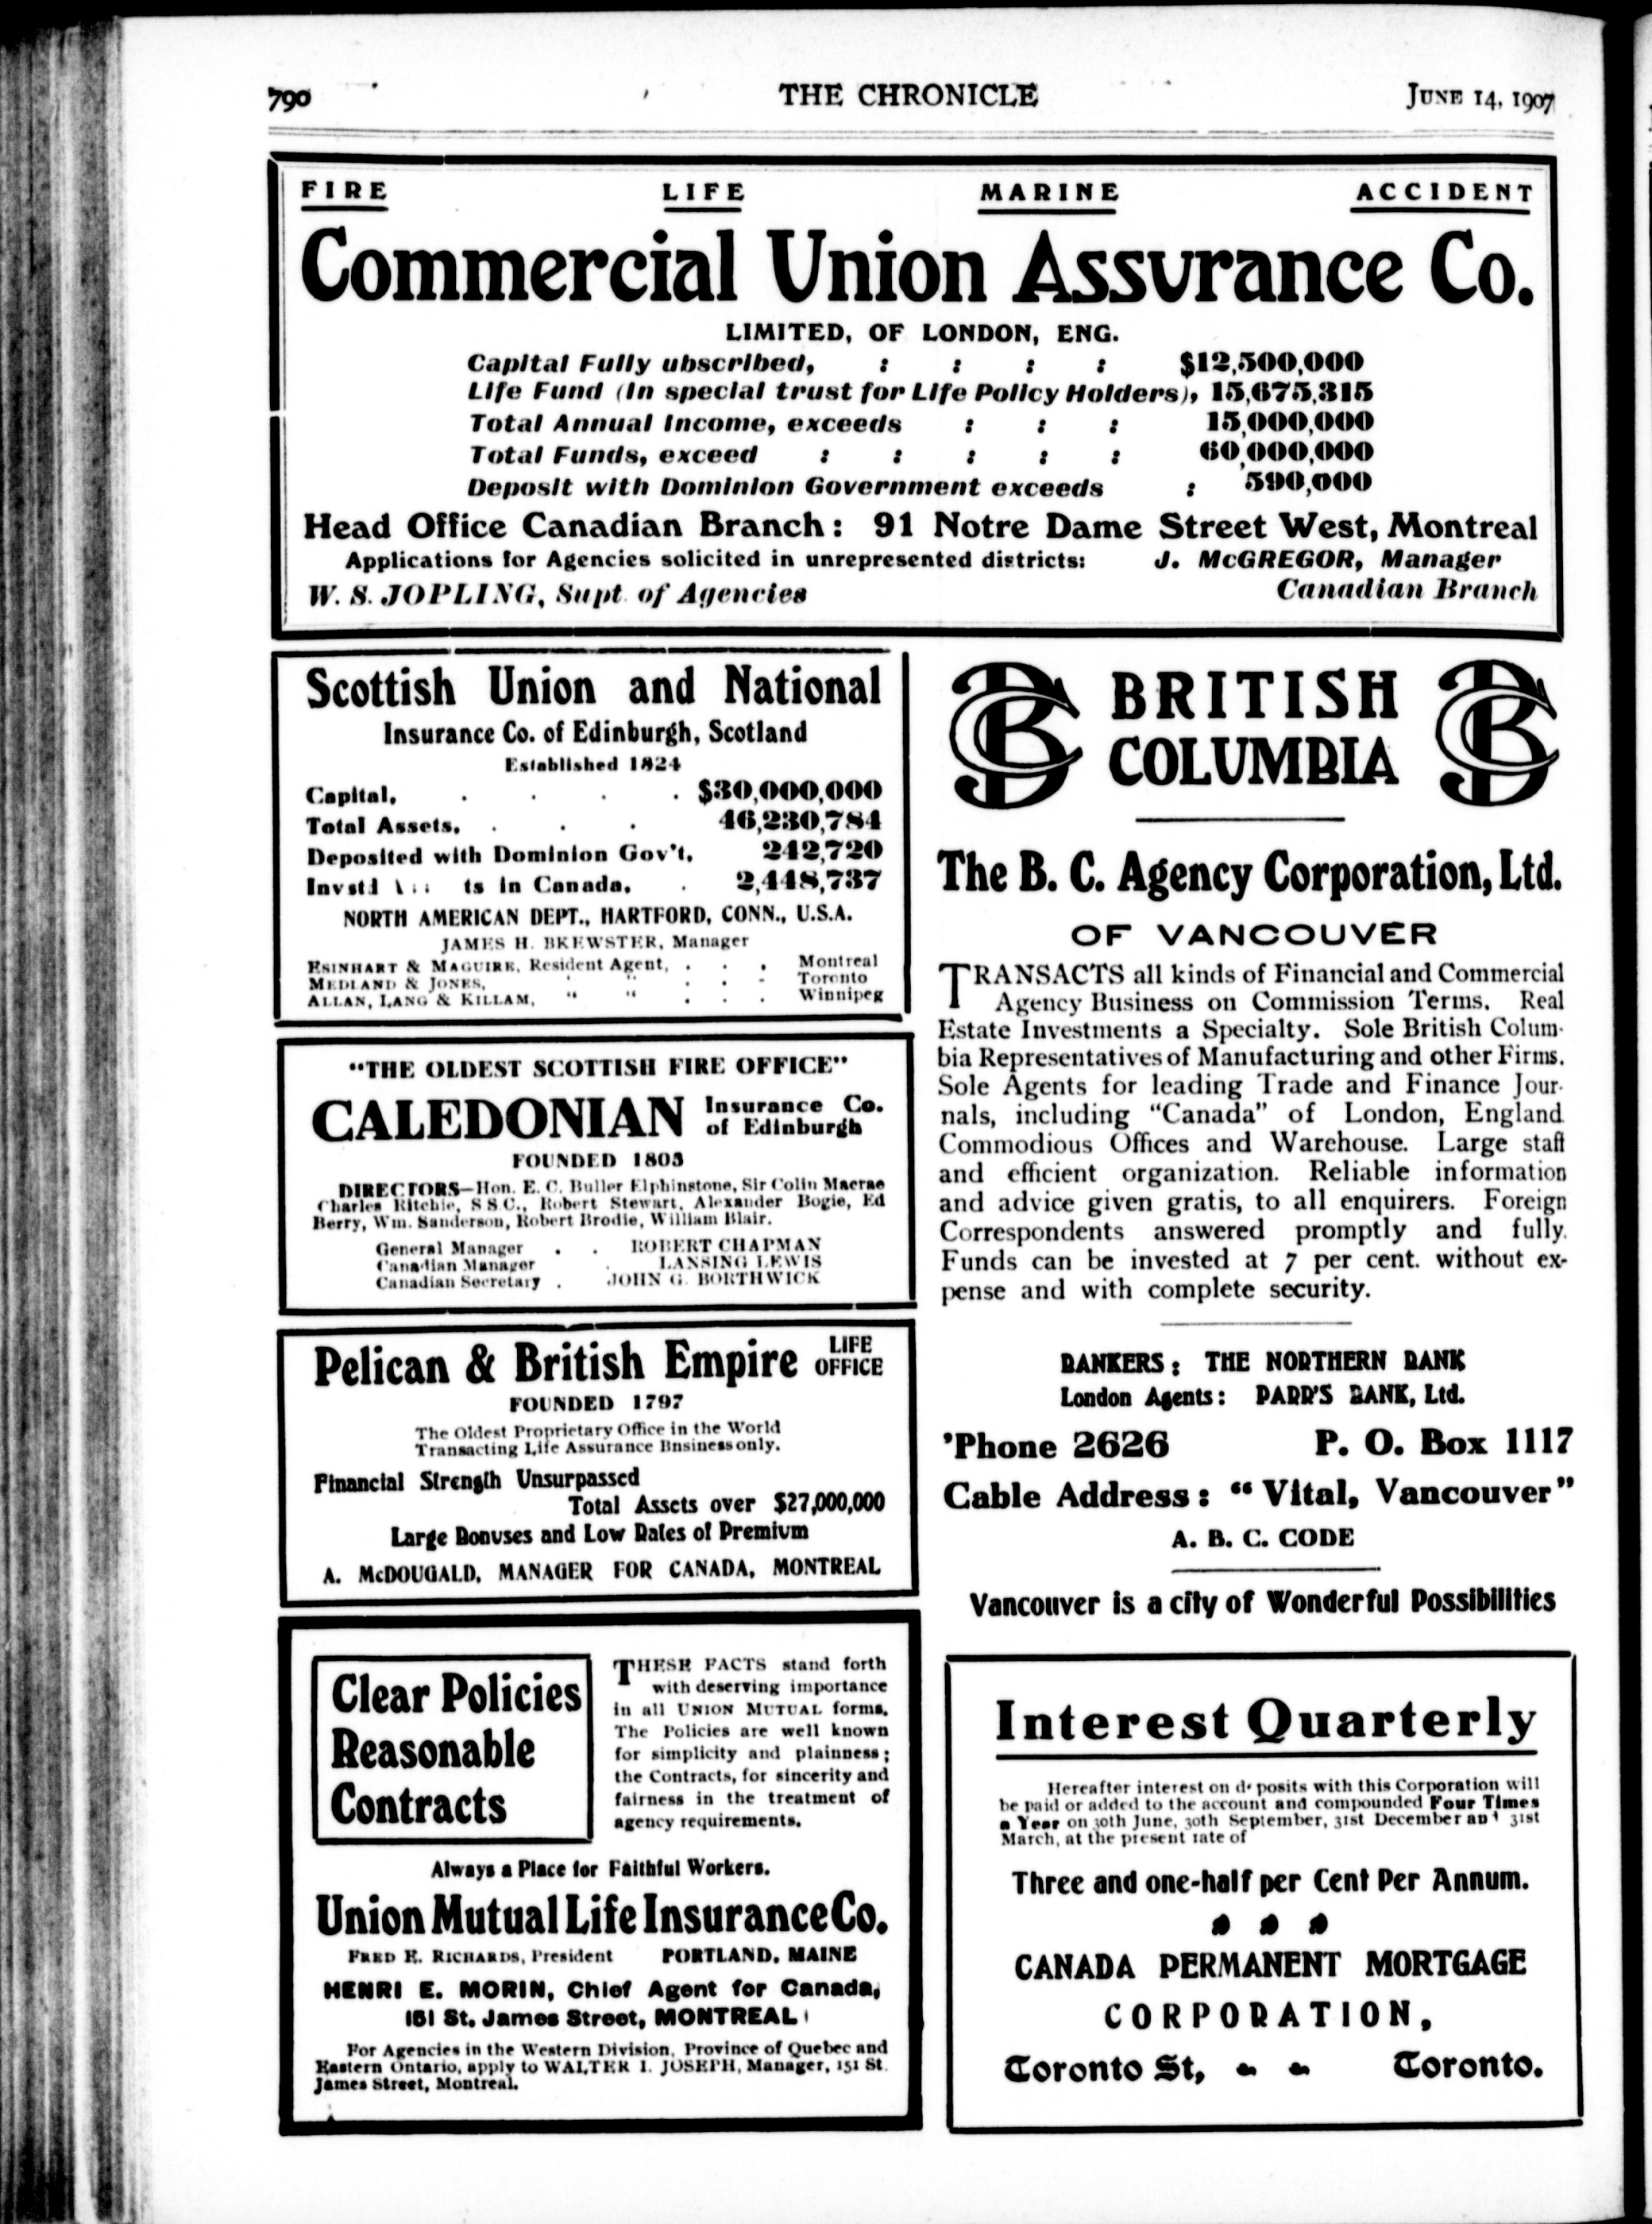 790
THE CHRONICLE
JUNE 14, 1907
FIRE LIFE MARINE ACCIDENT
Commercial Union Assurance Co.
LIMITED, OF LONDON, ENG.
Capital Fully ubscribed, : : : : $12,500,000
Life Fund (In special trust for Life Policy Holders), 15,675,315
Total Annual Income, exceeds : : : 15,000,000
Total Funds, exceed : : : : : 60,000,000
Deposit with Dominion Government exceeds : 590,000
Head Office Canadian Branch: 91 Notre Dame Street West, Montreal
Applications for Agencies solicited in unrepresented districts: J. McGREGOR, Manager
W. S. JOPLING, Supt. of Agencies Canadian Branch
Scottish Union and National
Insurance Co. of Edinburgh, Scotland
Established 1824
Capital, . . . . $30,000,000
Total Assets, . . . 46,230,784
Deposited with Dominion Gov't, 242,720
Invstd ts in Canada, . 2,448,737
NORTH AMERICAN DEPT., HARTFORD, CONN., U.S.A.
JAMES H. BREWSTER, Manager
ESINHART & MAGUIRE, Resident Agent, . . . Montreal
MEDLAND & JONES, " " . . - Toronto
ALLAN, LANG & KILLAM, " " . . . Winnipeg
"THE OLDEST SCOTTISH FIRE OFFICE"
CALEDONIAN Insurance Co.
of Edinburgh
FOUNDED 1805
DIRECTORS—Hon. E. C. Buller Elphinstone, Sir Colin Macrae
Charles Ritchie, S S.C., Robert Stewart, Alexander Bogie, Ed
Berry, Wm. Sanderson, Robert Brodie, William Blair.
General Manager . . ROBERT CHAPMAN
Canadian Manager . LANSING LEWIS
Canadian Secretary . JOHN G. BORTHWICK
Pelican & British Empire LIFE
OFFICE
FOUNDED 1797
The Oldest Proprietary Office in the World
Transacting Life Assurance Bnsiness only.
Financial Strength Unsurpassed
Total Assets over $27,000,000
Large Bonuses and Low Rates of Premium
A. McDOUGALD, MANAGER FOR CANADA, MONTREAL
Clear Policies
Reasonable
Contracts
THESE FACTS stand forth
with deserving importance
in all UNION MUTUAL forms.
The Policies are well known
for simplicity and plainness;
the Contracts, for sincerity and
fairness in the treatment of
agency requirements.
Always a Place for Faithful Workers.
Union Mutual Life Insurance Co.
FRED E. RICHARDS, President PORTLAND, MAINE
HENRI E. MORIN, Chief Agent for Canada,
151 St. James Street, MONTREAL
For Agencies in the Western Division, Province of Quebec and
Eastern Ontario, apply to WALTER I. JOSEPH, Manager, 151 St.
James Street, Montreal.
BC BRITISH BC
COLUMBIA
The B. C. Agency Corporation, Ltd.
OF VANCOUVER
TRANSACTS all kinds of Financial and Commercial
Agency Business on Commission Terms. Real
Estate Investments a Specialty. Sole British Colum-
bia Representatives of Manufacturing and other Firms.
Sole Agents for leading Trade and Finance Jour-
nals, including "Canada" of London, England
Commodious Offices and Warehouse. Large staff
and efficient organization. Reliable information
and advice given gratis, to all enquirers. Foreign
Correspondents answered promptly and fully.
Funds can be invested at 7 per cent. without ex-
pense and with complete security.
BANKERS; THE NORTHERN BANK
London Agents: PARR'S BANK, Ltd.
'Phone 2626 P. O. Box 1117
Cable Address: "Vital, Vancouver"
A. B. C. CODE
Vancouver is a city of Wonderful Possibilities
Interest Quarterly
Hereafter interest on deposits with this Corporation will
be paid or added to the account and compounded Four Times
a Year on 30th June, 30th September, 31st December and 31st
March, at the present rate of
Three and one-half per Cent Per Annum.
CANADA PERMANENT MORTGAGE
CORPORATION,
Toronto St, Toronto.